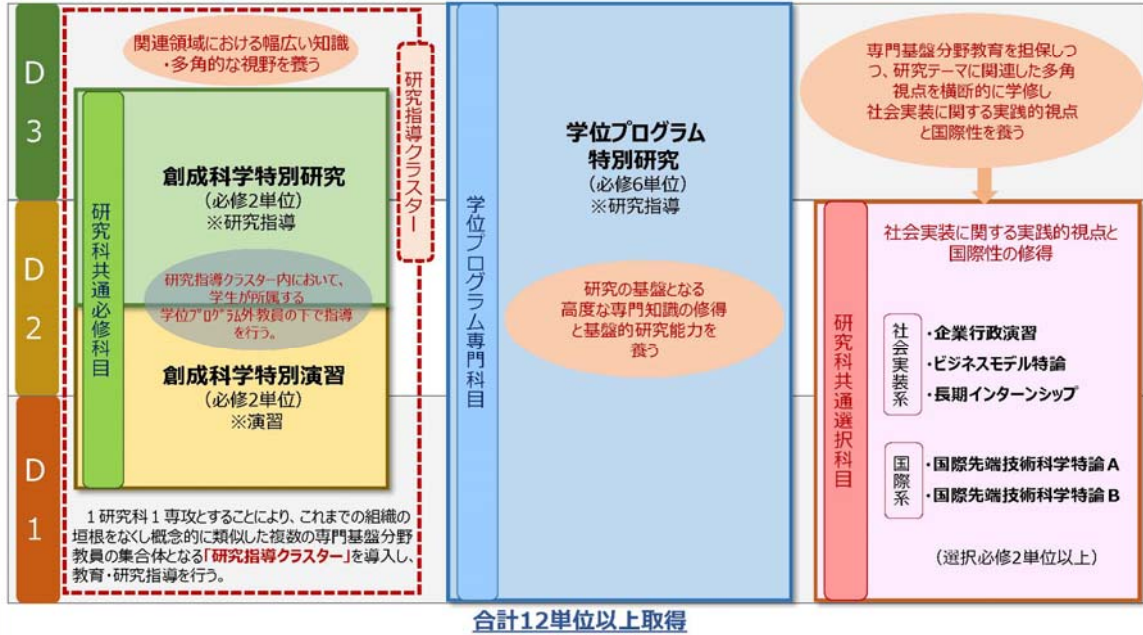 D3
D2
D1
関連領域における幅広い知識
・多角的な視野を養う
研究指導クラスター
研究科共通必修科目
創成科学特別研究
(必修2単位)
※研究指導
研究指導クラスター内において、
学生が所属する
学位プログラム外教員の下で指導
を行う。
創成科学特別演習
(必修2単位)
※演習
1研究科1専攻とすることにより、これまでの組織の
垣根をなくし概念的に類似した複数の専門基盤分野
教員の集合体となる「研究指導クラスター」を導入し、
教育・研究指導を行う。
学位プログラム専門科目
学位プログラム
特別研究
(必修6単位)
※研究指導
研究の基盤となる
高度な専門知識の修得
と基盤的研究能力を
養う
専門基盤分野教育を担保しつ
つ、研究テーマに関連した多角
視点を横断的に学修し
社会実装に関する実践的視点
と国際性を養う
研究科共通選択科目
社会実装に関する実践的視点と
国際性の修得
社会実装系
・企業行政演習
・ビジネスモデル特論
・長期インターンシップ
国際系
・国際先端技術科学特論A
・国際先端技術科学特論B
(選択必修2単位以上)
合計12単位以上取得